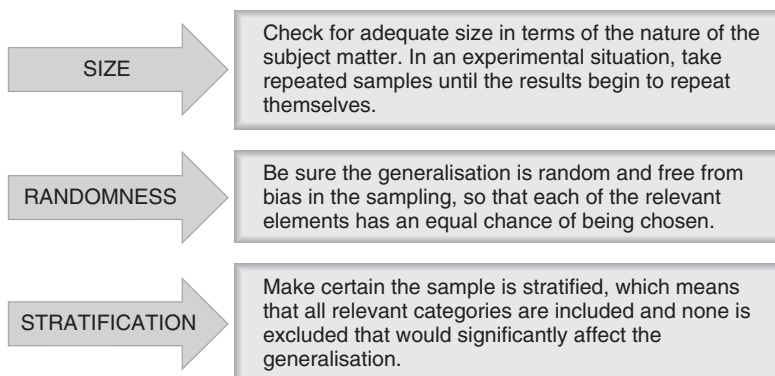 SIZE
Check for adequate size in terms of the nature of the
subject matter. In an experimental situation, take
repeated samples until the results begin to repeat
themselves.
RANDOMNESS
Be sure the generalisation is random and free from
bias in the sampling, so that each of the relevant
elements has an equal chance of being chosen.
STRATIFICATION
Make certain the sample is stratified, which means
that all relevant categories are included and none is
excluded that would significantly affect the
generalisation.